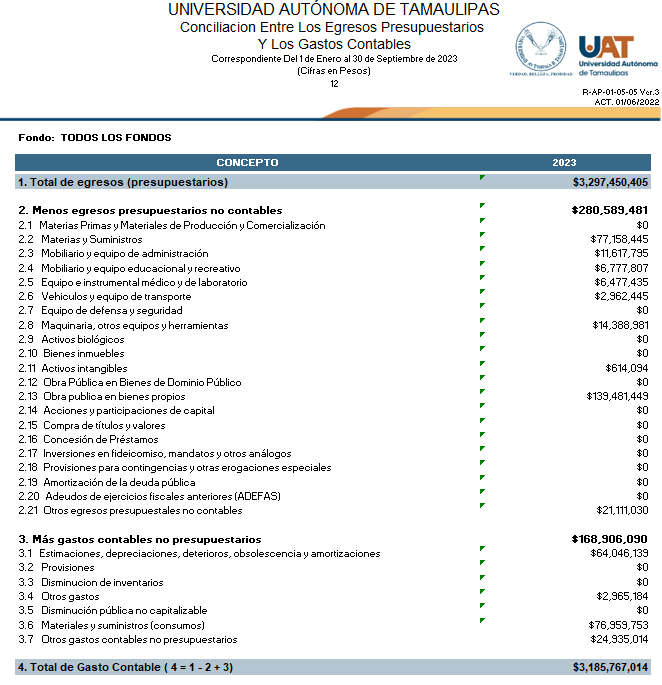 UNIVERSIDAD AUTÓNOMA DE TAMAULIPAS
Conciliacion Entre Los Egresos Presupuestarios
Y Los Gastos Contables
Correspondiente Del 1 de Enero al 30 de Septiembre de 2023
(Cifras en Pesos)
12
VERDAD, BELLEZA, PROBIDAD
UAT
Universidad Autónoma
de Tamaulipas
R-AP-01-05-05 Ver.3
ACT. 01/06/2022
Fondo: TODOS LOS FONDOS
CONCEPTO 2023
1. Total de egresos (presupuestarios) $3,297,450,405
2. Menos egresos presupuestarios no contables $280,589,481
2.1 Materias Primas y Materiales de Producción y Comercialización $0
2.2 Materias y Suministros $77,158,445
2.3 Mobiliario y equipo de administración $11,617,795
2.4 Mobiliario y equipo educacional y recreativo $6,777,807
2.5 Equipo e instrumental médico y de laboratorio $6,477,435
2.6 Vehiculos y equipo de transporte $2,962,445
2.7 Equipo de defensa y seguridad $0
2.8 Maquinaria, otros equipos y herramientas $14,388,981
2.9 Activos biológicos $0
2.10 Bienes inmuebles $0
2.11 Activos intangibles $614,094
2.12 Obra Pública en Bienes de Dominio Público $0
2.13 Obra publica en bienes propios $139,481,449
2.14 Acciones y participaciones de capital $0
2.15 Compra de títulos y valores $0
2.16 Concesión de Préstamos $0
2.17 Inversiones en fideicomiso, mandatos y otros análogos $0
2.18 Provisiones para contingencias y otras erogaciones especiales $0
2.19 Amortización de la deuda pública $0
2.20 Adeudos de ejercicios fiscales anteriores (ADEFAS) $0
2.21 Otros egresos presupuestales no contables $21,111,030
3. Más gastos contables no presupuestarios $168,906,090
3.1 Estimaciones, depreciaciones, deterioros, obsolescencia y amortizaciones $64,046,139
3.2 Provisiones $0
3.3 Disminucion de inventarios $0
3.4 Otros gastos $2,965,184
3.5 Disminución pública no capitalizable $0
3.6 Materiales y suministros (consumos) $76,959,753
3.7 Otros gastos contables no presupuestarios $24,935,014
4. Total de Gasto Contable ( 4 = 1 - 2 + 3) $3,185,767,014